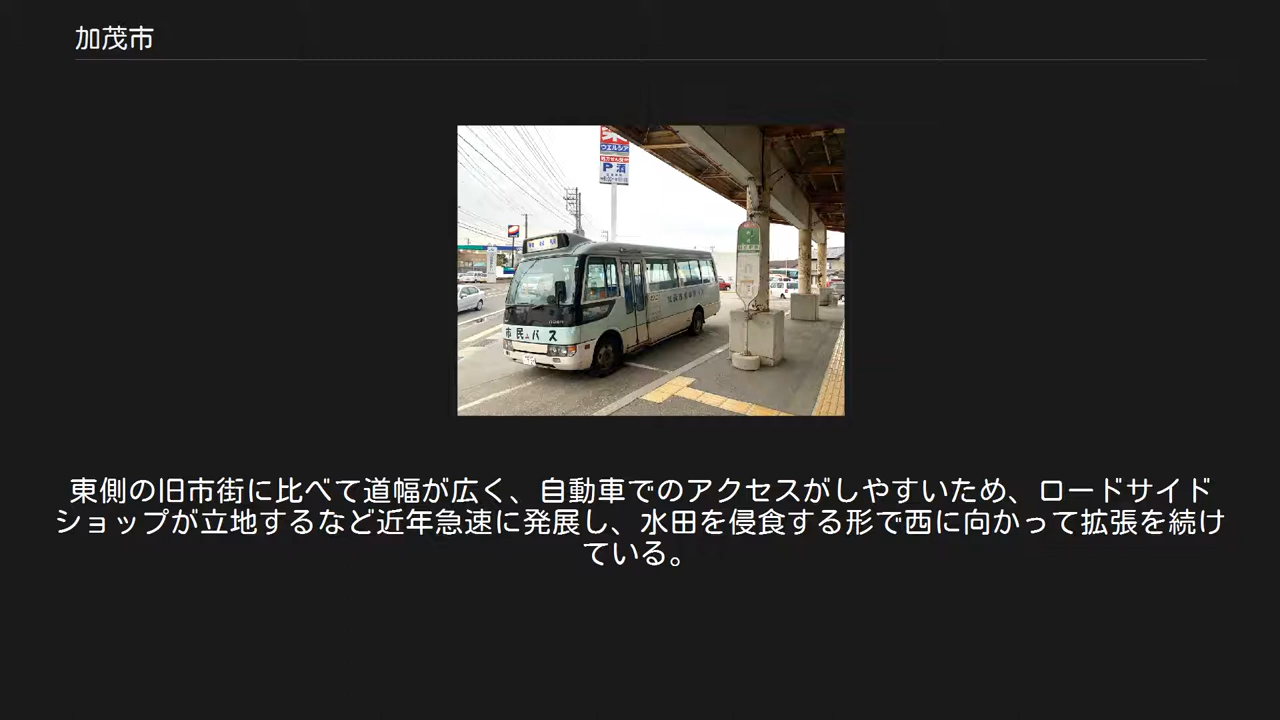 加茂市
ウエルシア
P 酒
市民バス
東側の旧市街に比べて道幅が広く、自動車でのアクセスがしやすいため、ロードサイド
ショップが立地するなど近年急速に発展し、水田を侵食する形で西に向かって拡張を続け
ている。